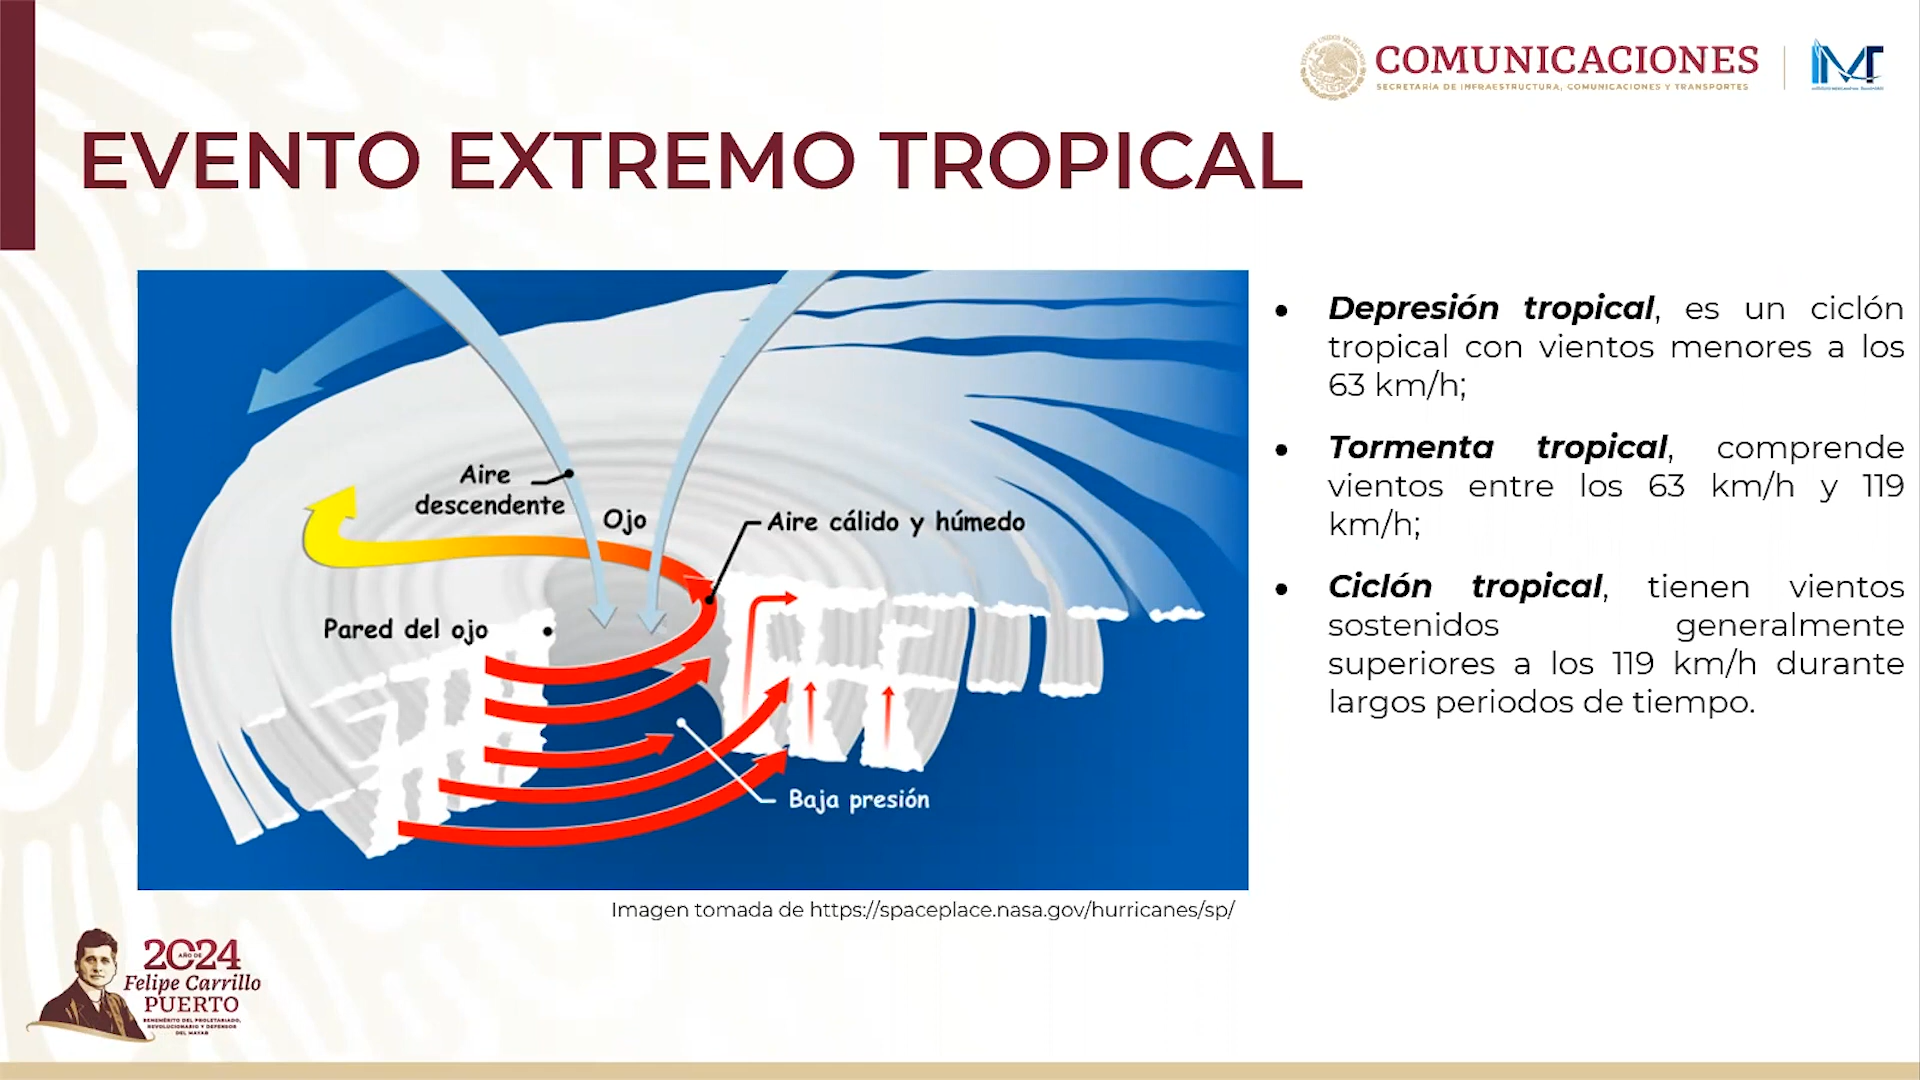 COMUNICACIONES
SECRETARÍA DE INFRAESTRUCTURA, COMUNICACIONES Y TRANSPORTES
IMT
EVENTO EXTREMO TROPICAL
Aire
descendente
Ojo
Aire cálido y húmedo
Pared del ojo
Baja presión
Imagen tomada de https://spaceplace.nasa.gov/hurricanes/sp/
• Depresión tropical, es un ciclón
tropical con vientos menores a los
63 km/h;
• Tormenta tropical, comprende
vientos entre los 63 km/h y 119
km/h;
• Ciclón tropical, tienen vientos
sostenidos generalmente
superiores a los 119 km/h durante
largos periodos de tiempo.
2024
AÑO DE
Felipe Carrillo
PUERTO
BENEMÉRITO DEL PROLETARIADO,
REVOLUCIONARIO Y DEFENSOR
DEL MAYAB